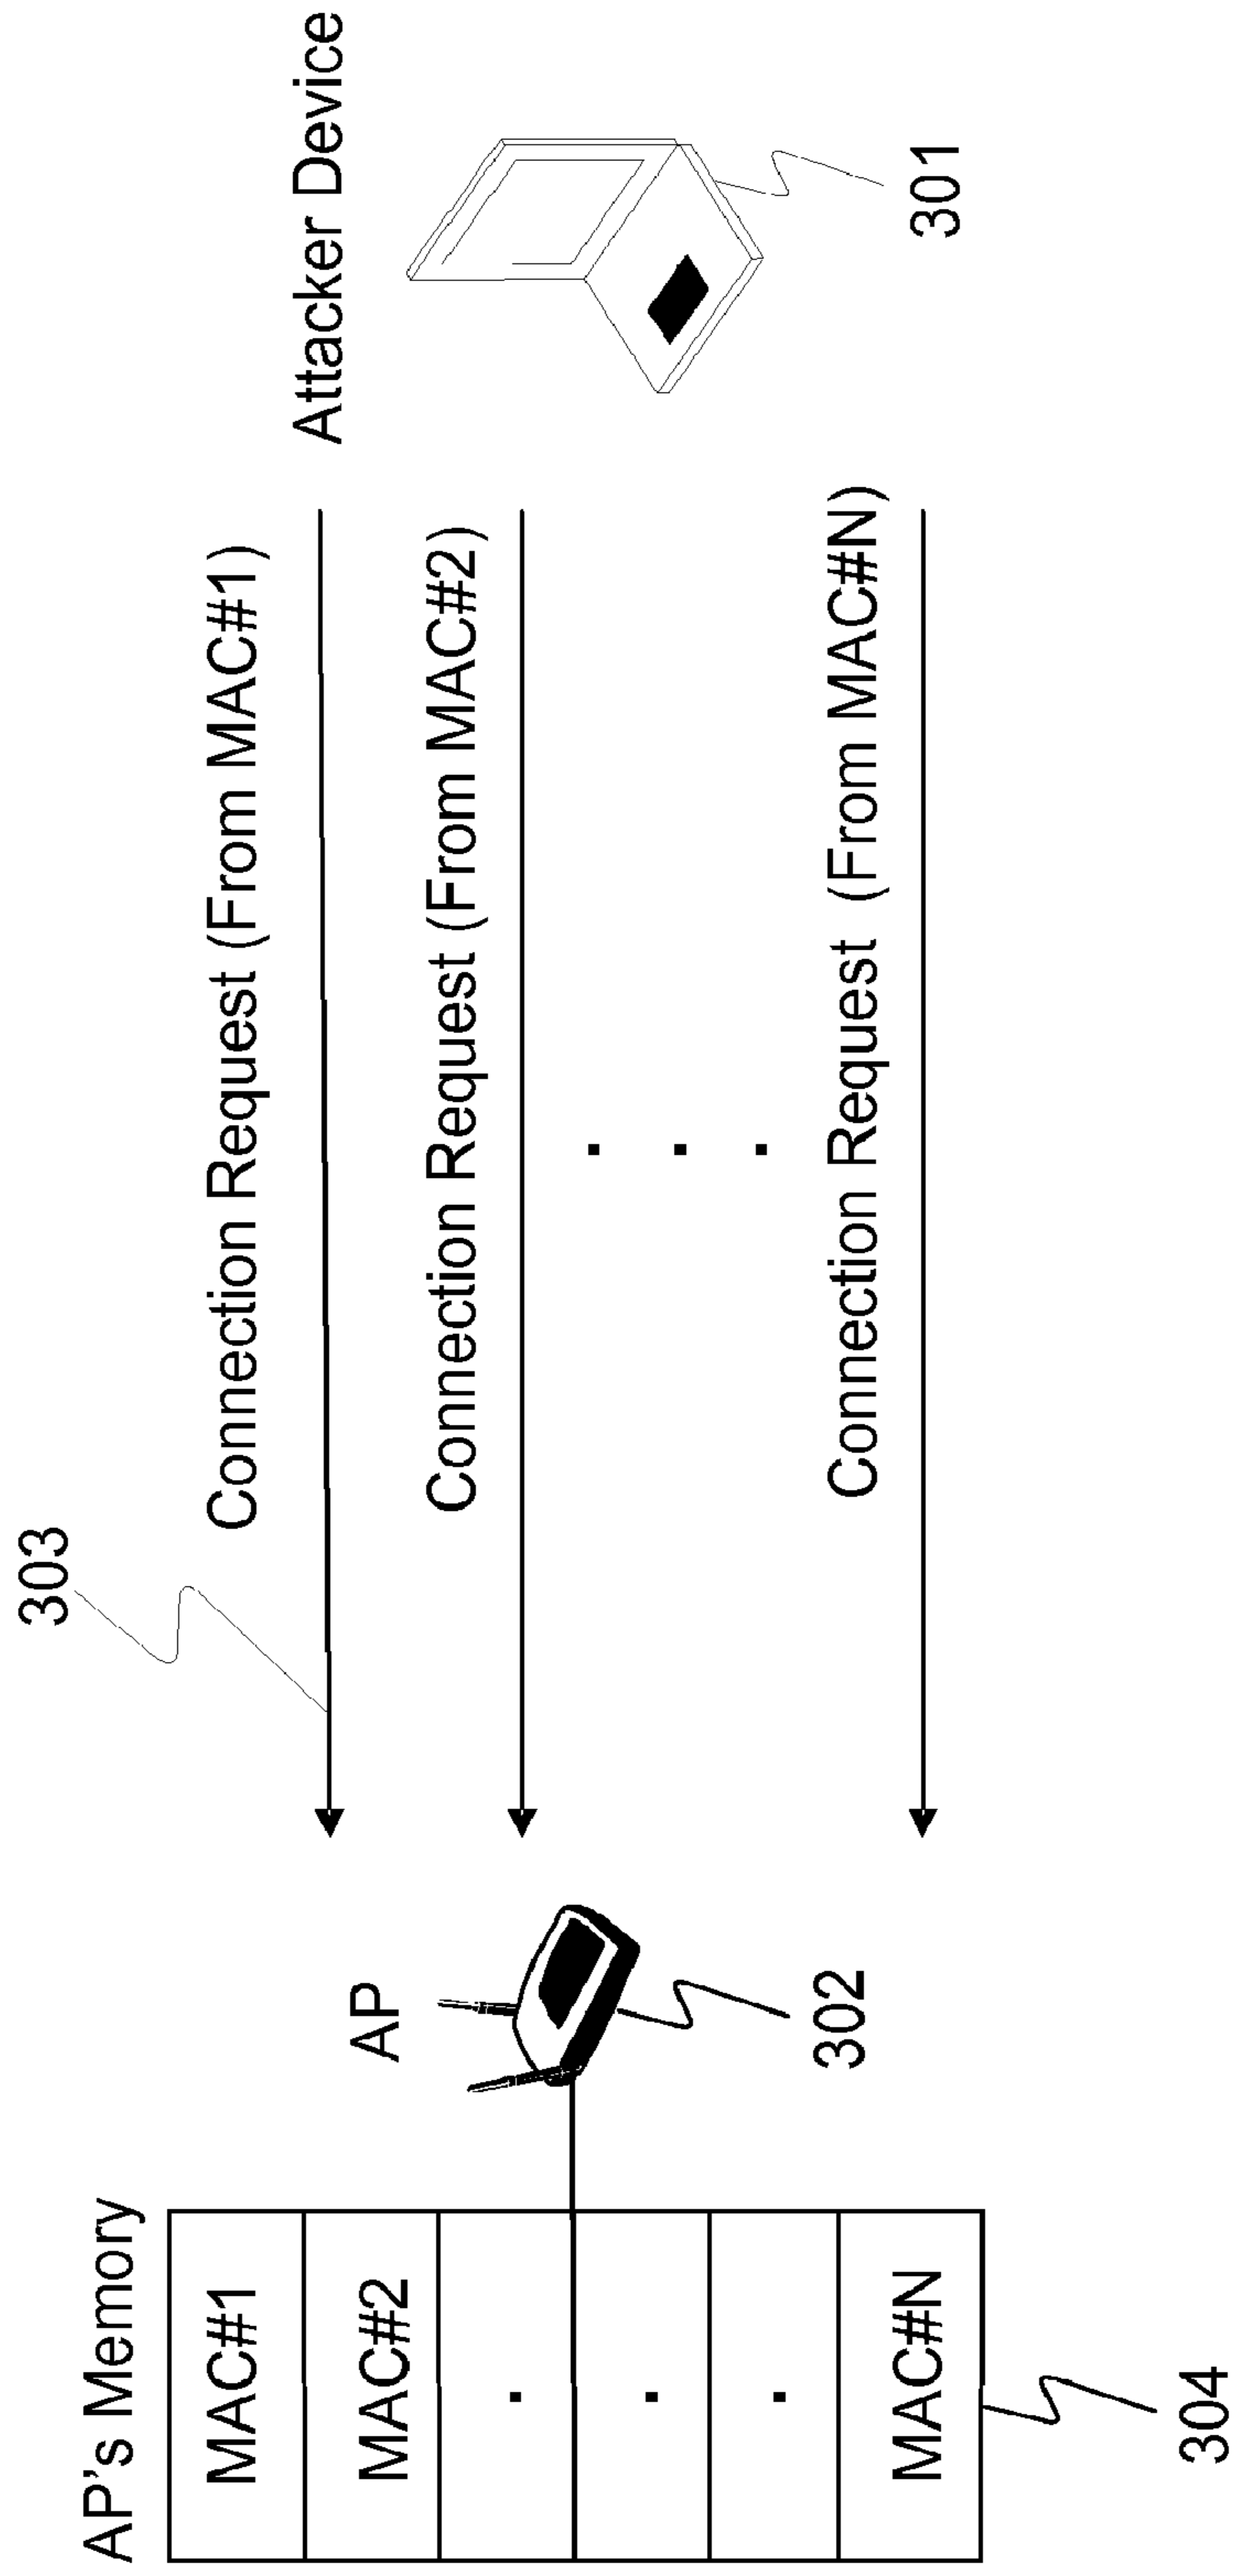 AP's Memory
MAC#1
MAC#2
.
.
.
MAC#N
304
AP
302
303
Connection Request (From MAC#1)
Connection Request (From MAC#2)
. . .
Connection Request (From MAC#N)
Attacker Device
301